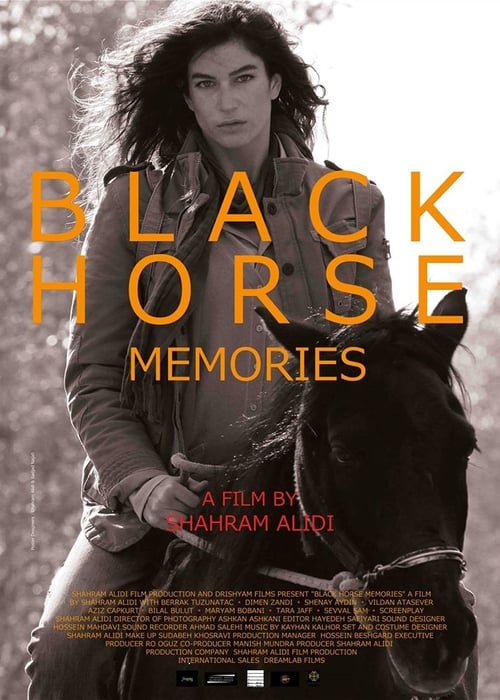 BLACK
HORSE
MEMORIES
A FILM BY
SHAHRAM ALIDI
SHAHRAM ALIDI FILM PRODUCTION AND DRISHYAM FILMS PRESENT "BLACK HORSE MEMORIES" A FILM
BY SHAHRAM ALIDI WITH BERRAK TUZUNATAC • DIMEN ZANDI • SHENAY AYDIN • VILDAN ATASEVER
AZIZ CAPKURT • BILAL BULUT • MARYAM BOBANI • TARA JAFF • SEVVAL SAM • SCREENPLAY
SHAHRAM ALIDI DIRECTOR OF PHOTOGRAPHY ASHKAN ASHKANI EDITOR HAYEDEH SAFIYARI SOUND DESIGNER
HOSSEIN MAHDAVI SOUND RECORDER AHMAD SALEHI MUSIC BY KAYHAN KALHOR SET AND COSTUME DESIGNER
SHAHRAM ALIDI MAKE UP SUDABEH KHOSRAVI PRODUCTION MANAGER HOSSEIN BESHGARD EXECUTIVE
PRODUCER RO OGUZ CO-PRODUCER MANISH MUNDRA PRODUCER SHAHRAM ALIDI
PRODUCTION COMPANY SHAHRAM ALIDI FILM PRODUCTION
INTERNATIONAL SALES DREAMLAB FILMS